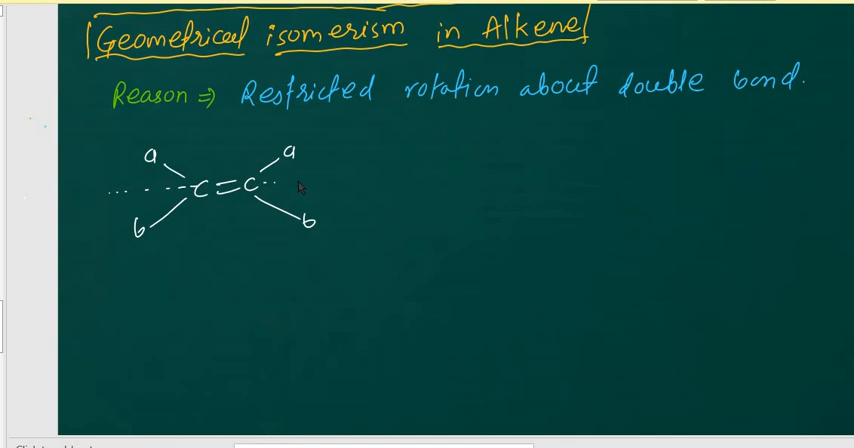 Geometrical isomerism in Alkene
Reason ⇒ Restricted rotation about double bond.
a a
C=C
b b